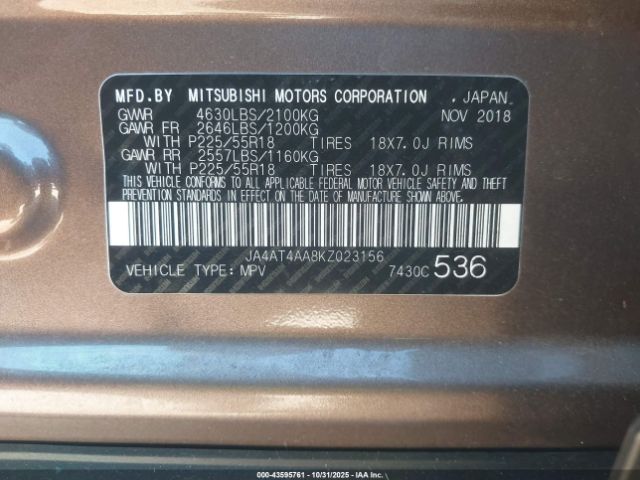 MFD.BY MITSUBISHI MOTORS CORPORATION , JAPAN
GVWR 4630LBS/2100KG NOV 2018
GAWR FR 2646LBS/1200KG
WITH P225/55R18 TIRES 18X7.0J RIMS
GAWR RR 2557LBS/1160KG
WITH P225/55R18 TIRES 18X7.0J RIMS
THIS VEHICLE CONFORMS TO ALL APPLICABLE FEDERAL MOTOR VEHICLE SAFETY AND THEFT
PREVENTION STANDARDS IN EFFECT ON THE DATE OF MANUFACTURE SHOWN ABOVE.
JA4AT4AA8KZ023156
VEHICLE TYPE: MPV 7430C 536
000-43595761 - 10/31/2025 - IAA Inc.